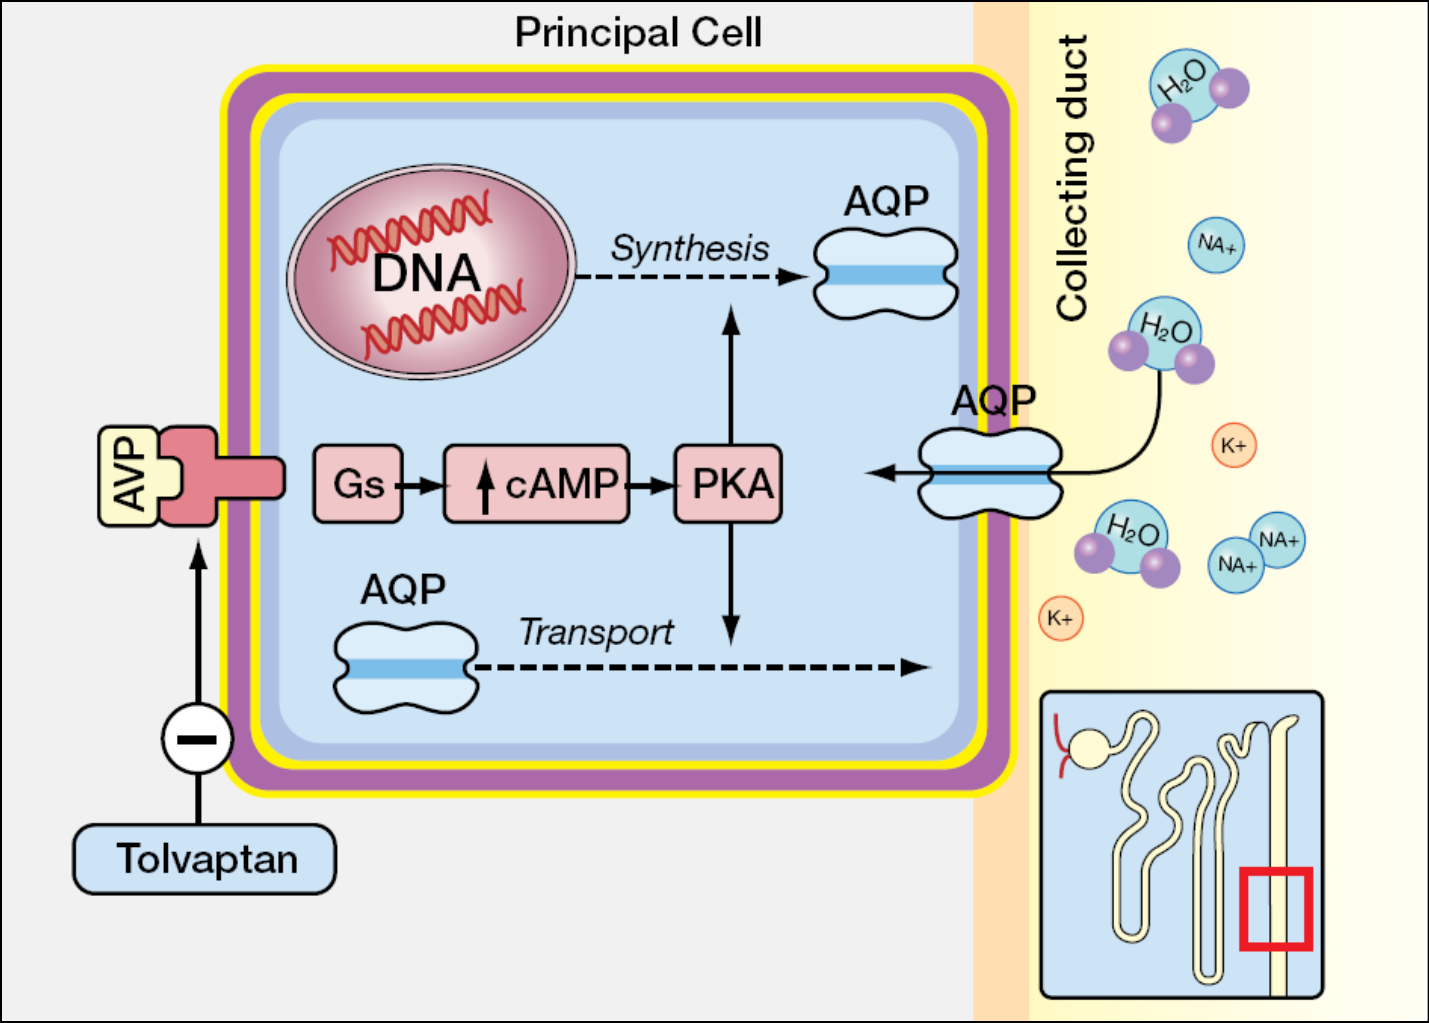 Principal Cell
Collecting duct
H₂O
AQP
Synthesis
DNA
NA+
H₂O
AQP
K+
AVP
Gs
cAMP
PKA
H₂O
NA+
NA+
AQP
Transport
K+
Tolvaptan